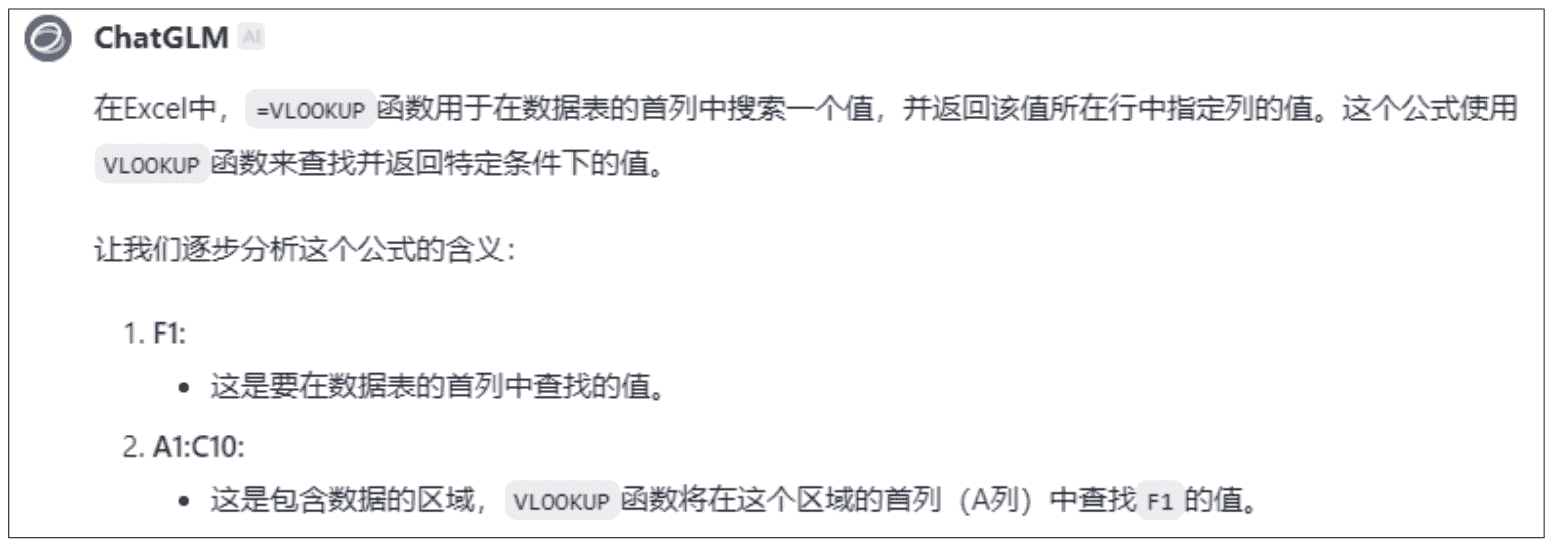 ChatGLM AI
在Excel中，=VLOOKUP函数用于在数据表的首列中搜索一个值，并返回该值所在行中指定列的值。这个公式使用
VLOOKUP函数来查找并返回特定条件下的值。
让我们逐步分析这个公式的含义：
1. F1:
• 这是要在数据表的首列中查找的值。
2. A1:C10:
• 这是包含数据的区域，VLOOKUP函数将在这个区域的首列（A列）中查找 F1 的值。